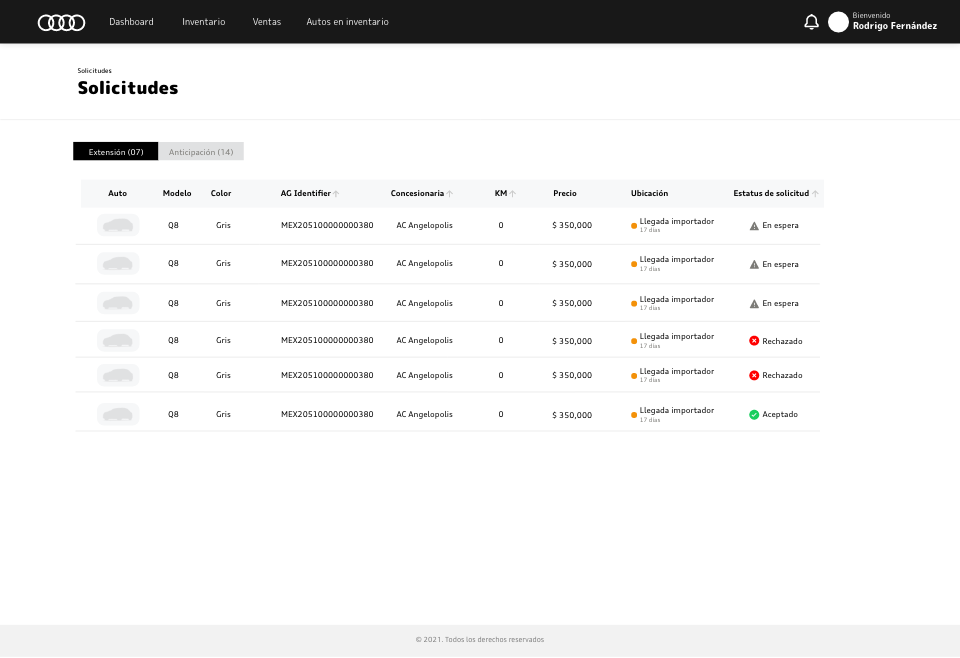 Dashboard Inventario Ventas Autos en inventario
Bienvenido
Rodrigo Fernández
Solicitudes
Solicitudes
Extensión (07) Anticipación (14)
Auto Modelo Color AG Identifier Concesionaria KM Precio Ubicación Estatus de solicitud
Q8 Gris MEX205100000000380 AC Angelopolis 0 $ 350,000 Llegada importador En espera
17 días
Q8 Gris MEX205100000000380 AC Angelopolis 0 $ 350,000 Llegada importador En espera
17 días
Q8 Gris MEX205100000000380 AC Angelopolis 0 $ 350,000 Llegada importador En espera
17 días
Q8 Gris MEX205100000000380 AC Angelopolis 0 $ 350,000 Llegada importador Rechazado
17 días
Q8 Gris MEX205100000000380 AC Angelopolis 0 $ 350,000 Llegada importador Rechazado
17 días
Q8 Gris MEX205100000000380 AC Angelopolis 0 $ 350,000 Llegada importador Aceptado
17 días
© 2021. Todos los derechos reservados